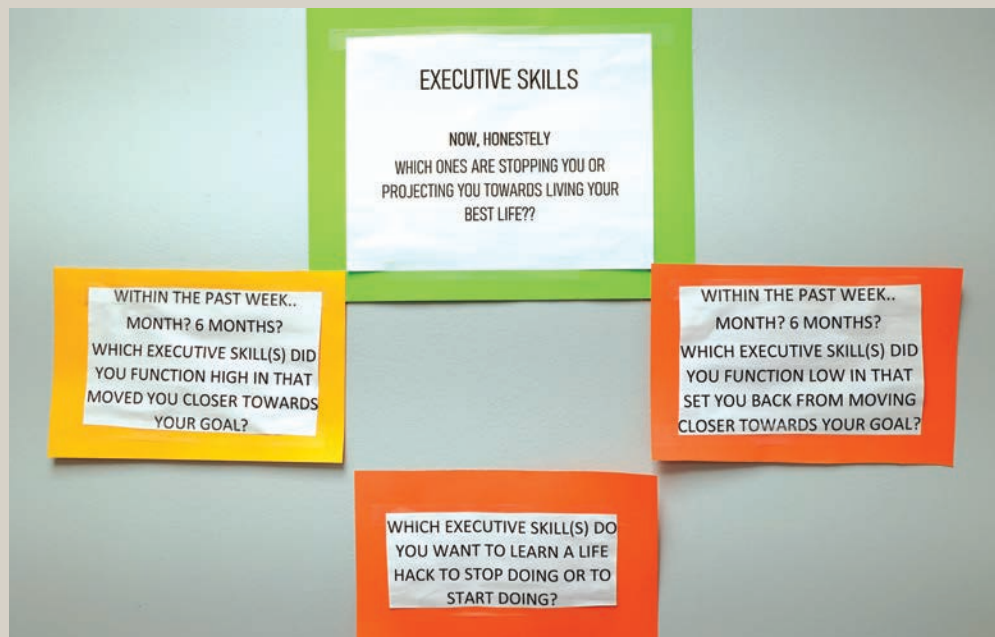 EXECUTIVE SKILLS
NOW, HONESTELY
WHICH ONES ARE STOPPING YOU OR
PROJECTING YOU TOWARDS LIVING YOUR
BEST LIFE??
WITHIN THE PAST WEEK..
MONTH? 6 MONTHS?
WHICH EXECUTIVE SKILL(S) DID
YOU FUNCTION HIGH IN THAT
MOVED YOU CLOSER TOWARDS
YOUR GOAL?
WITHIN THE PAST WEEK..
MONTH? 6 MONTHS?
WHICH EXECUTIVE SKILL(S) DID
YOU FUNCTION LOW IN THAT
SET YOU BACK FROM MOVING
CLOSER TOWARDS YOUR GOAL?
WHICH EXECUTIVE SKILL(S) DO
YOU WANT TO LEARN A LIFE
HACK TO STOP DOING OR TO
START DOING?